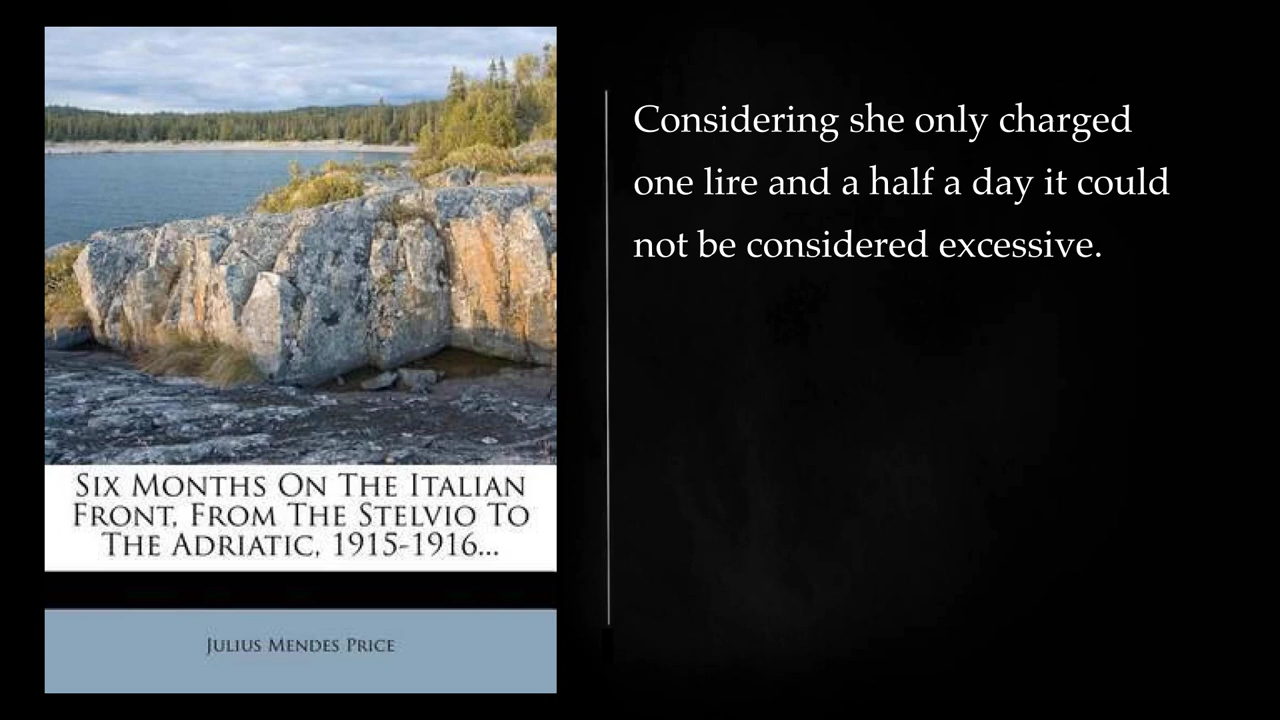 Considering she only charged
one lire and a half a day it could
not be considered excessive.
Six Months On The Italian
Front, From The Stelvio To
The Adriatic, 1915-1916...
Julius Mendes Price